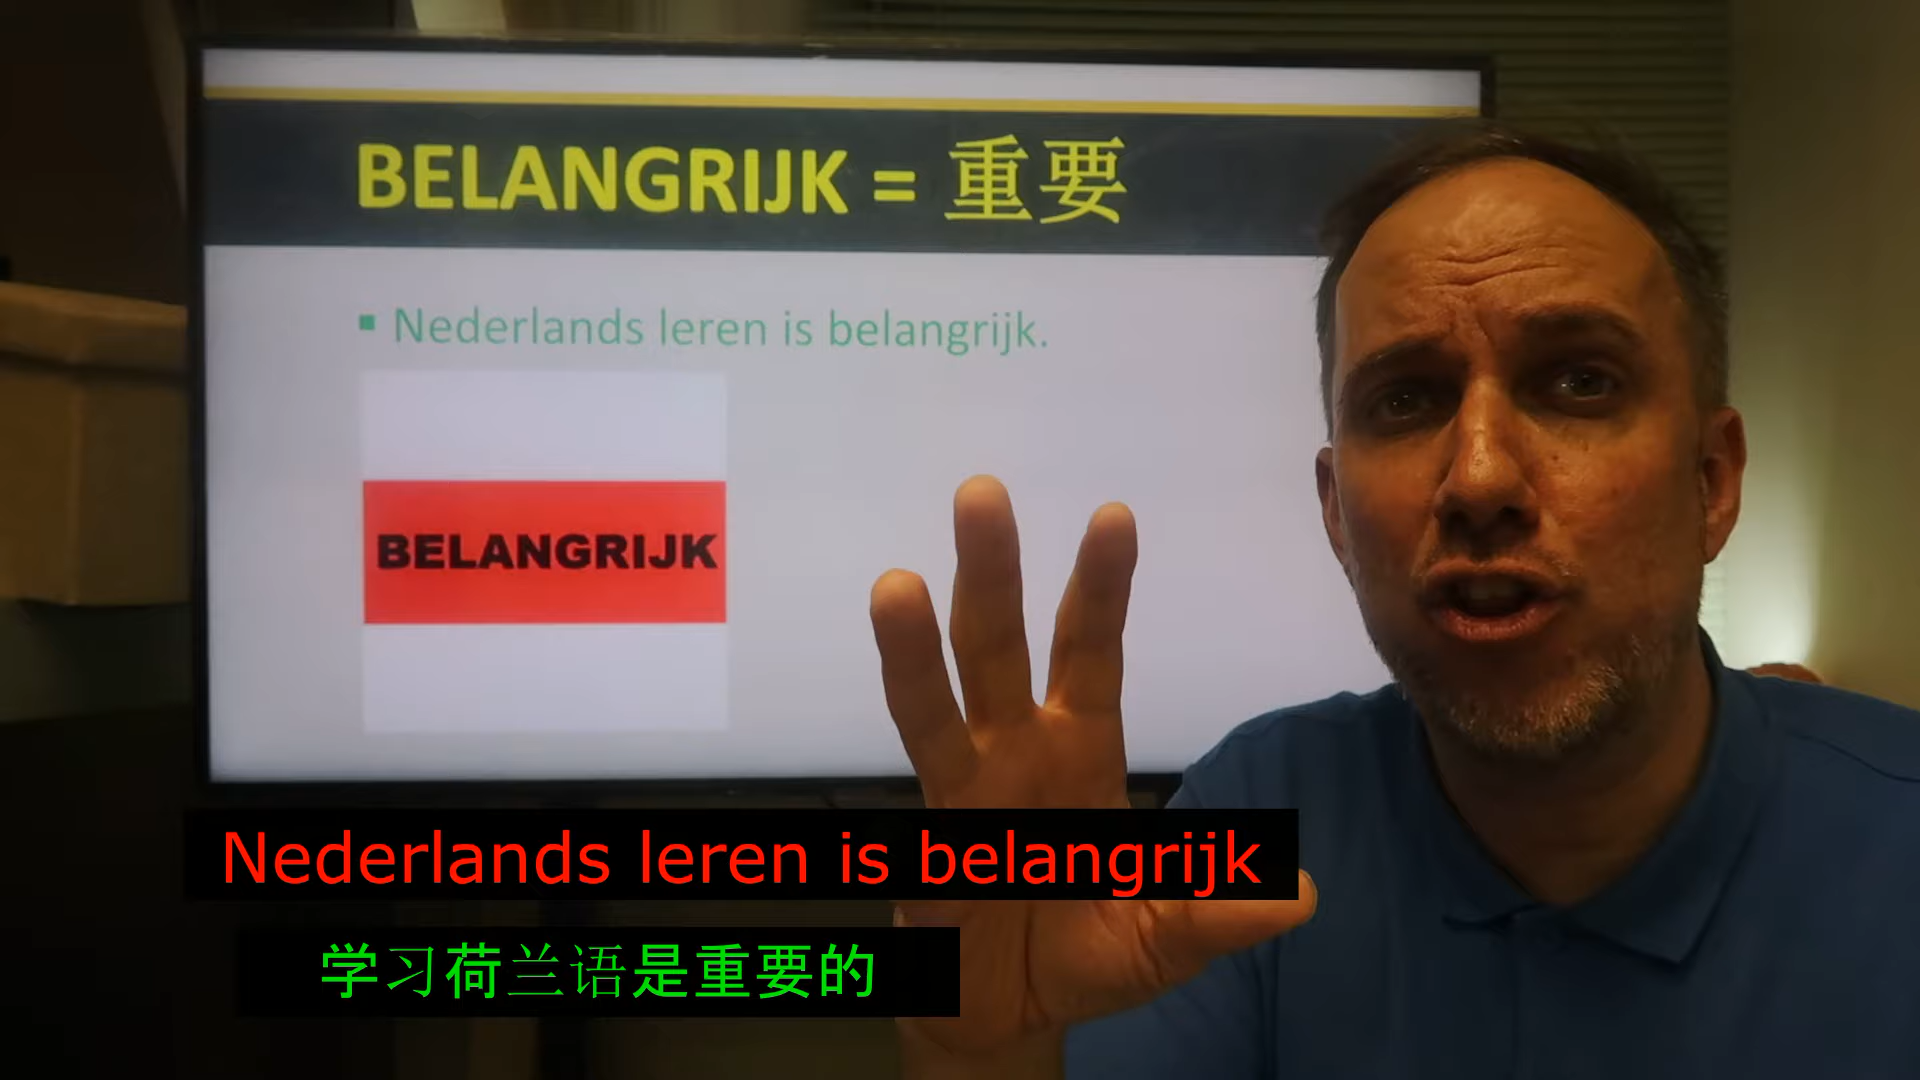 BELANGRIJK = 重要
Nederlands leren is belangrijk.
BELANGRIJK
Nederlands leren is belangrijk
学习荷兰语是重要的